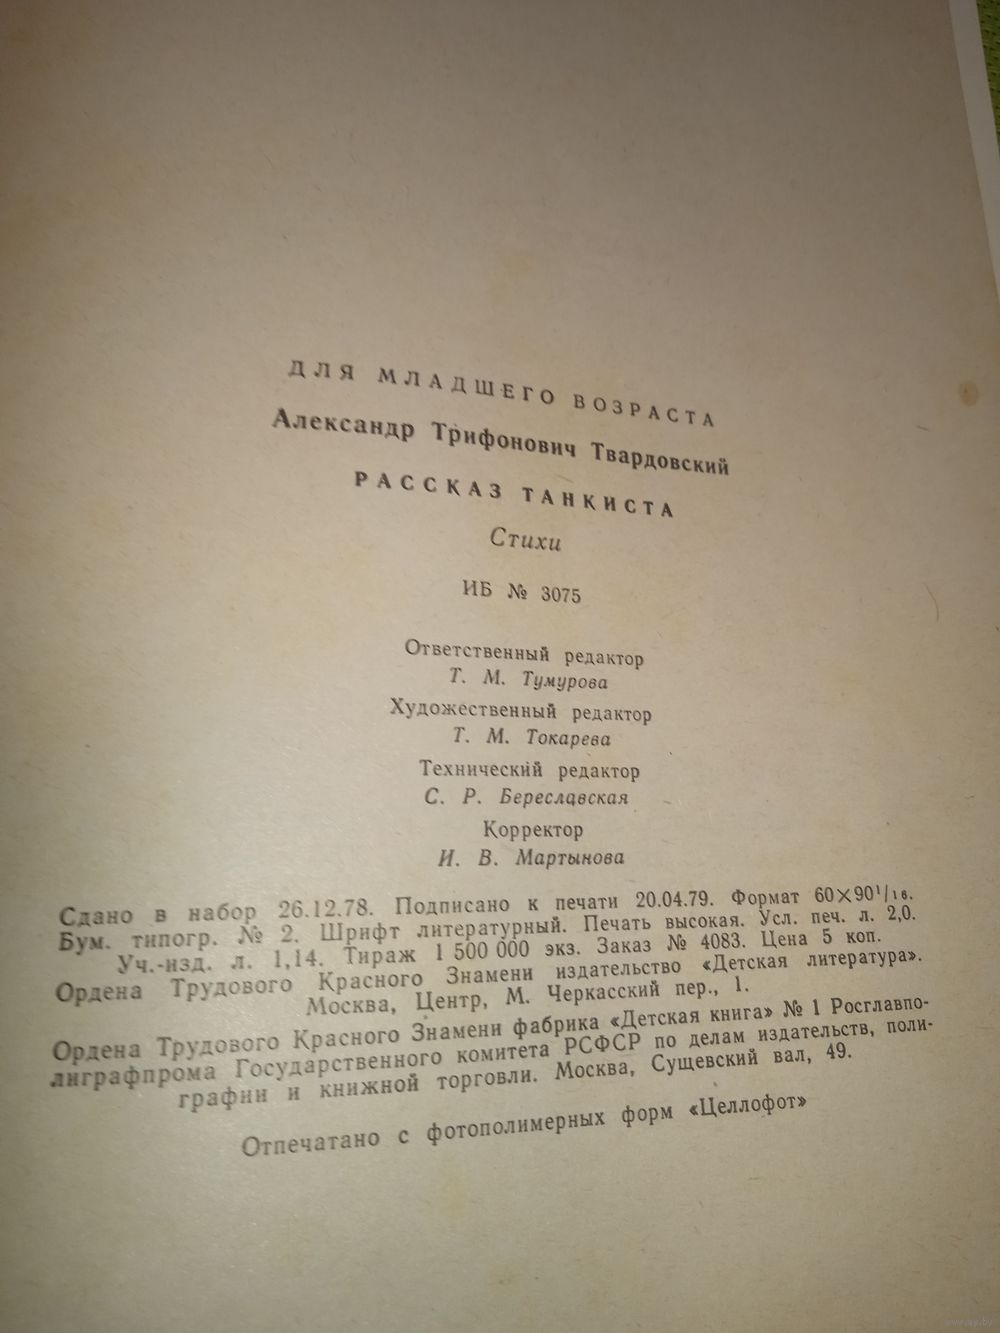 ДЛЯ МЛАДШЕГО ВОЗРАСТА
Александр Трифонович Твардовский
РАССКАЗ ТАНКИСТА
Стихи
ИБ № 3075
Ответственный редактор
Т. М. Тумурова
Художественный редактор
Т. М. Токарева
Технический редактор
С. Р. Береславская
Корректор
И. В. Мартынова
Сдано в набор 26.12.78. Подписано к печати 20.04.79. Формат 60×90¹/₁₆.
Бум. типогр. № 2. Шрифт литературный. Печать высокая. Усл. печ. л. 2,0.
Уч.-изд. л. 1,14. Тираж 1 500 000 экз. Заказ № 4083. Цена 5 коп.
Ордена Трудового Красного Знамени издательство «Детская литература».
Москва, Центр, М. Черкасский пер., 1.
Ордена Трудового Красного Знамени фабрика «Детская книга» № 1 Росглавпо-
лиграфпрома Государственного комитета РСФСР по делам издательств, поли-
графии и книжной торговли. Москва, Сущевский вал, 49.
Отпечатано с фотополимерных форм «Целлофот»